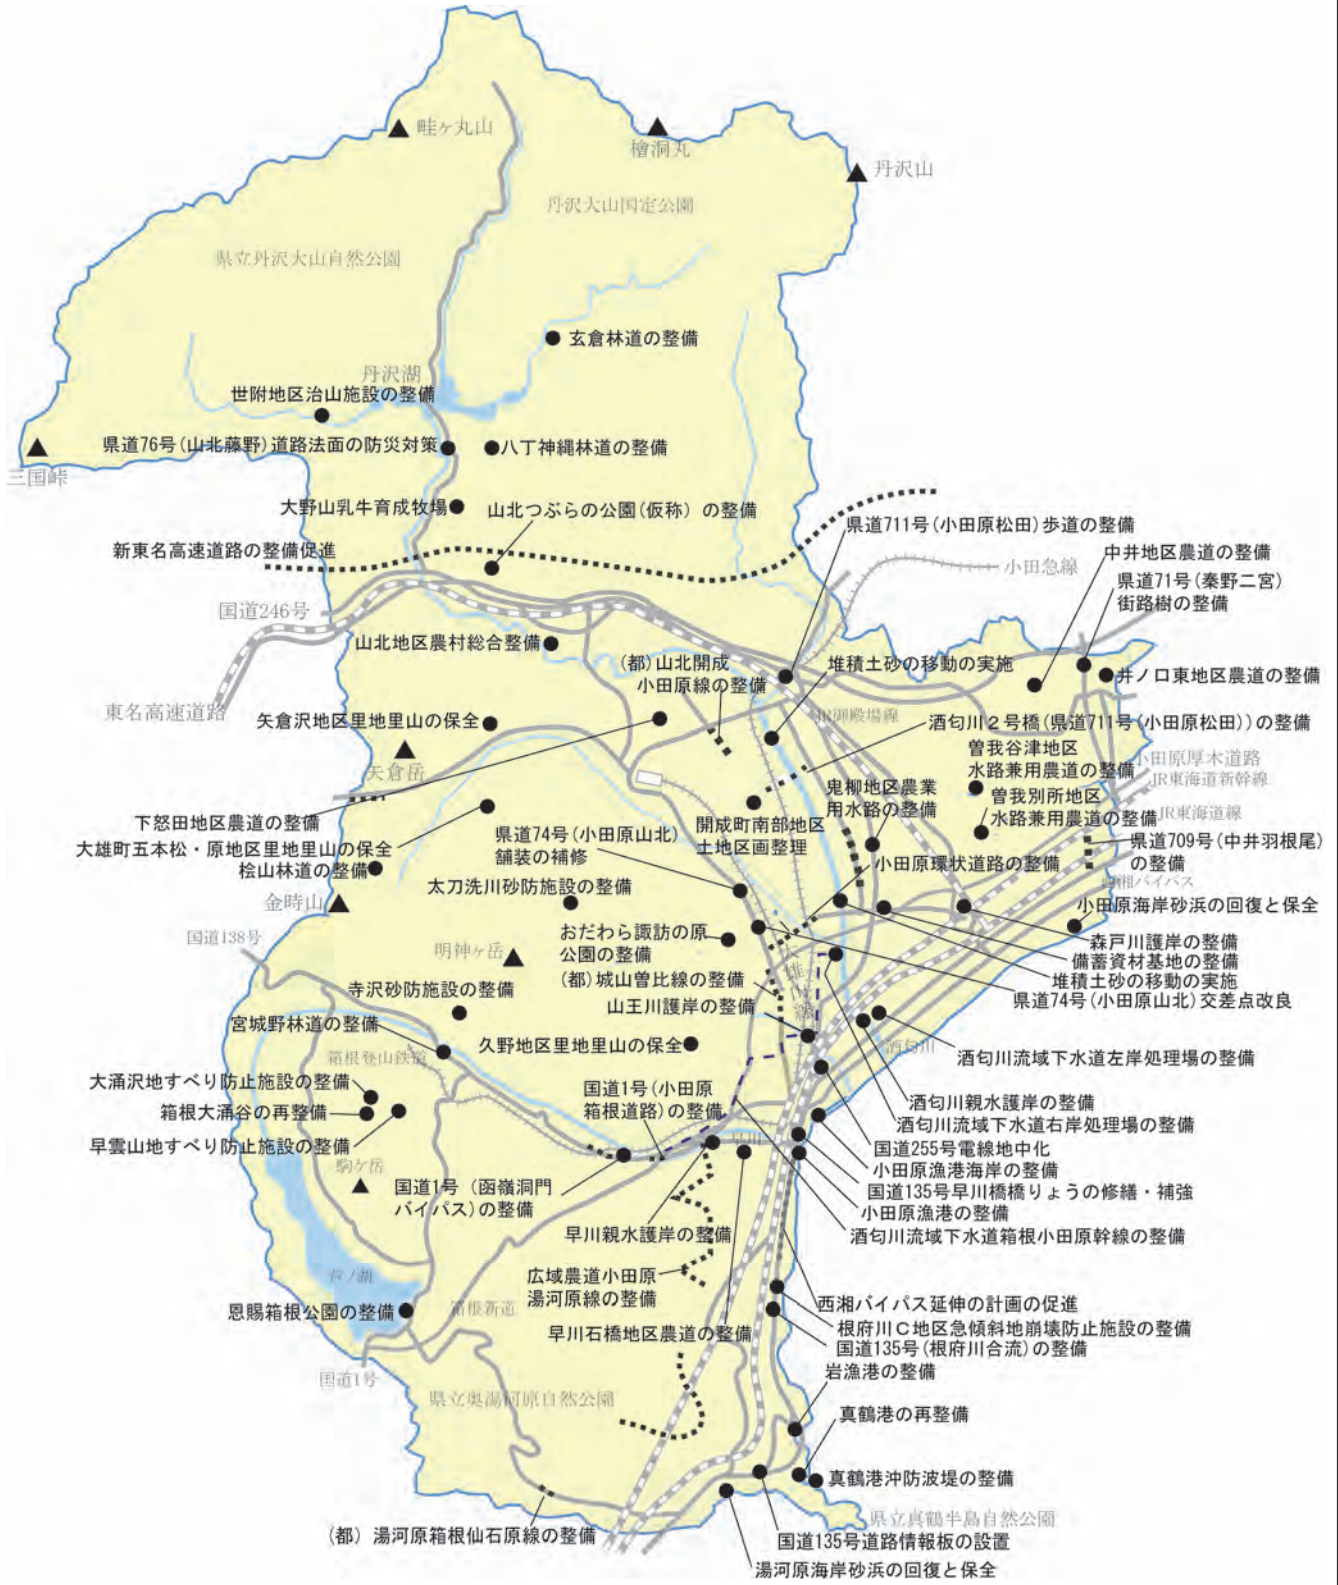 畦ヶ丸山
檜洞丸
丹沢山
丹沢大山国定公園
県立丹沢大山自然公園
玄倉林道の整備
丹沢湖
世附地区治山施設の整備
県道76号(山北藤野)道路法面の防災対策
八丁神縄林道の整備
三国峠
大野山乳牛育成牧場
山北つぶらの公園(仮称)の整備
県道711号(小田原松田)歩道の整備
新東名高速道路の整備促進
中井地区農道の整備
小田急線
県道71号(秦野二宮)
街路樹の整備
国道246号
山北地区農村総合整備
(都)山北開成
小田原線の整備
堆積土砂の移動の実施
井ノ口東地区農道の整備
東名高速道路
矢倉沢地区里地里山の保全
JR御殿場線
酒匂川2号橋(県道711号(小田原松田))の整備
曽我谷津地区
水路兼用農道の整備
小田原厚木道路
JR東海道新幹線
矢倉岳
鬼柳地区農業
用水路の整備
曽我別所地区
水路兼用農道の整備
JR東海道線
下怒田地区農道の整備
県道74号(小田原山北)
舗装の補修
開成町南部地区
土地区画整理
県道709号(中井羽根尾)
の整備
大雄町五本松・原地区里地里山の保全
桧山林道の整備
小田原環状道路の整備
西湘バイパス
太刀洗川砂防施設の整備
金時山
小田原海岸砂浜の回復と保全
国道138号
おだわら諏訪の原
公園の整備
森戸川護岸の整備
明神ヶ岳
備蓄資材基地の整備
(都)城山曽比線の整備
大雄山線
堆積土砂の移動の実施
寺沢砂防施設の整備
県道74号(小田原山北)交差点改良
山王川護岸の整備
宮城野林道の整備
久野地区里地里山の保全
酒匂川
箱根登山鉄道
酒匂川流域下水道左岸処理場の整備
大涌沢地すべり防止施設の整備
国道1号(小田原
箱根道路)の整備
箱根大涌谷の再整備
酒匂川親水護岸の整備
酒匂川流域下水道右岸処理場の整備
早雲山地すべり防止施設の整備
国道255号電線地中化
駒ケ岳
小田原漁港海岸の整備
国道1号(函嶺洞門
バイパス)の整備
国道135号早川橋橋りょうの修繕・補強
小田原漁港の整備
早川親水護岸の整備
酒匂川流域下水道箱根小田原幹線の整備
芦ノ湖
広域農道小田原
湯河原線の整備
恩賜箱根公園の整備
箱根新道
西湘バイパス延伸の計画の促進
早川石橋地区農道の整備
根府川C地区急傾斜地崩壊防止施設の整備
国道135号(根府川合流)の整備
国道1号
岩漁港の整備
県立奥湯河原自然公園
真鶴港の再整備
真鶴港沖防波堤の整備
県立真鶴半島自然公園
(都)湯河原箱根仙石原線の整備
国道135号道路情報板の設置
湯河原海岸砂浜の回復と保全